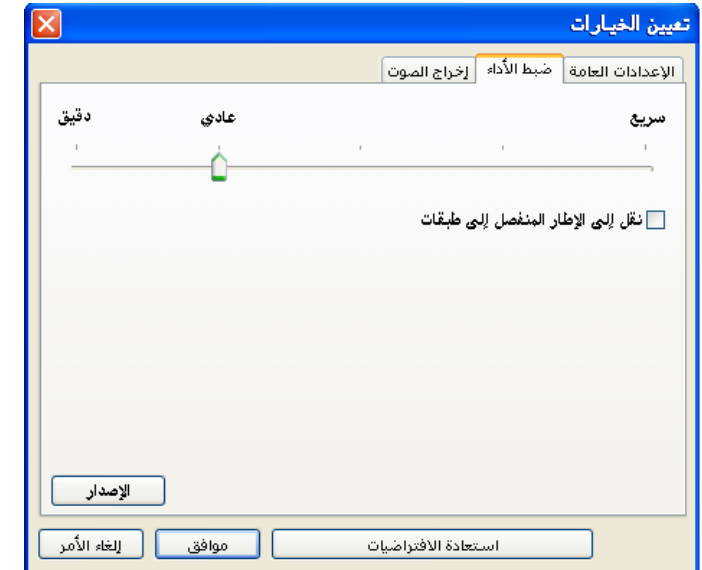 تعيين الخيارات
الإعدادات العامة ضبط الأداء إخراج الصوت
سريع عادي دقيق
نقل إلى الإطار المنفصل إلى طبقات
الإصدار
استعادة الافتراضيات موافق إلغاء الأمر